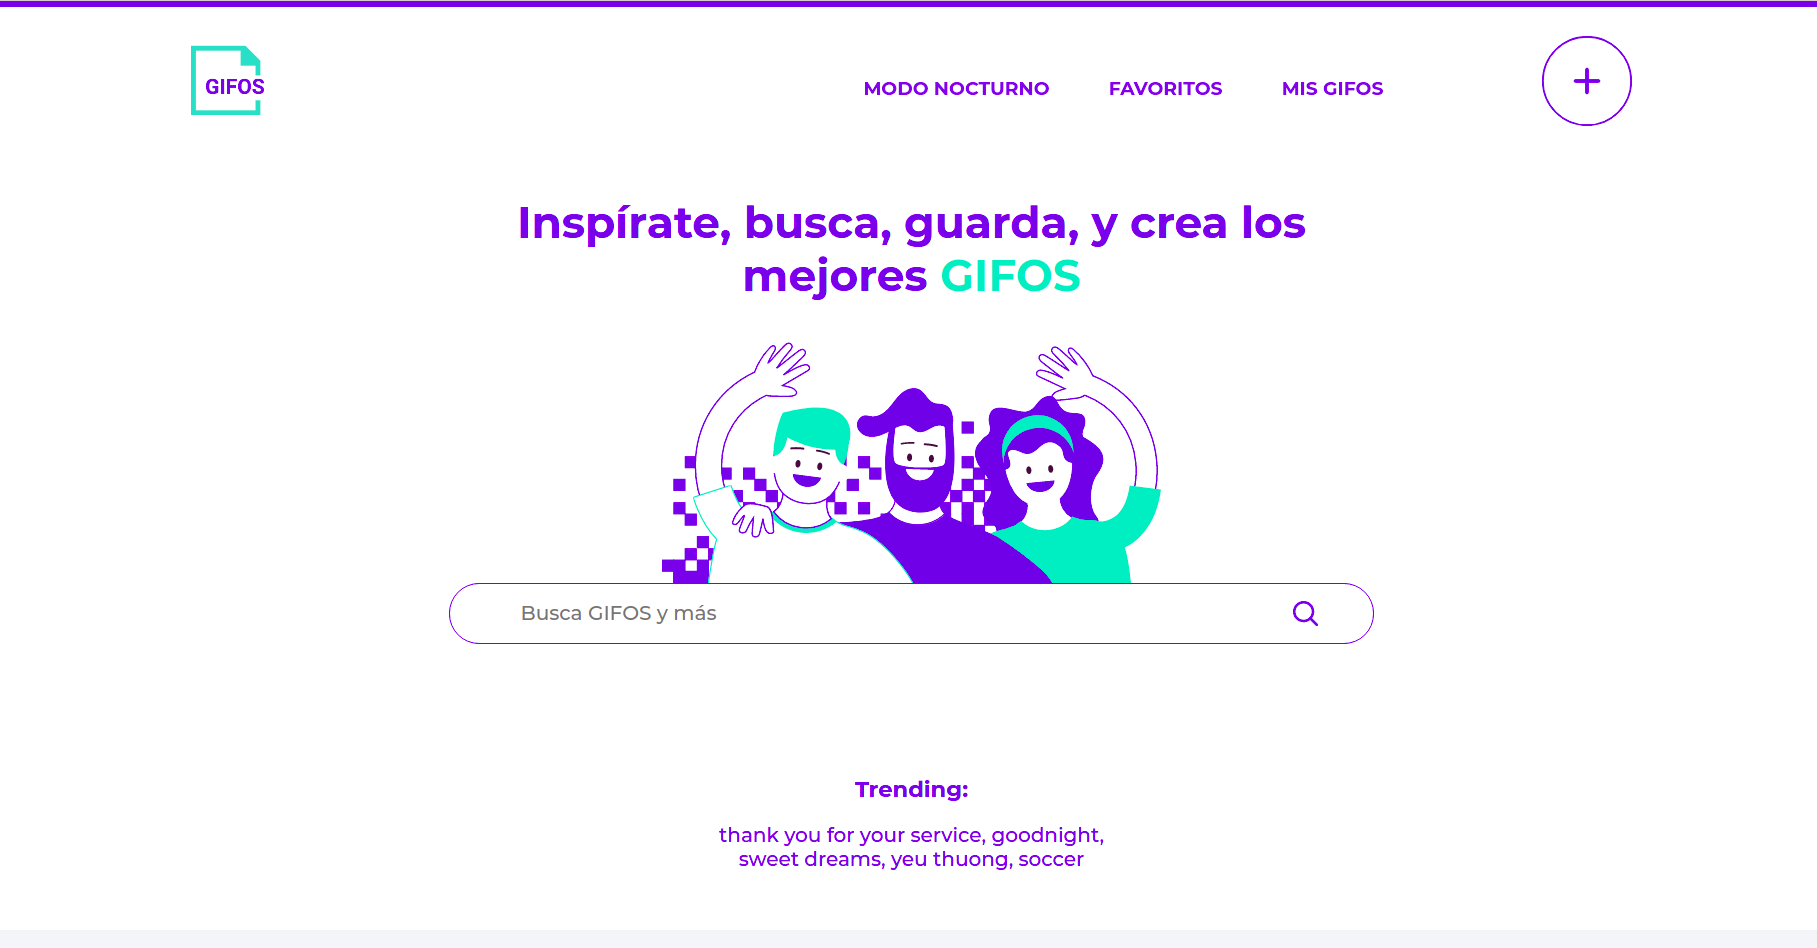 GIFOS
MODO NOCTURNO
FAVORITOS
MIS GIFOS
Inspírate, busca, guarda, y crea los
mejores GIFOS
Busca GIFOS y más
Trending:
thank you for your service, goodnight,
sweet dreams, yeu thuong, soccer